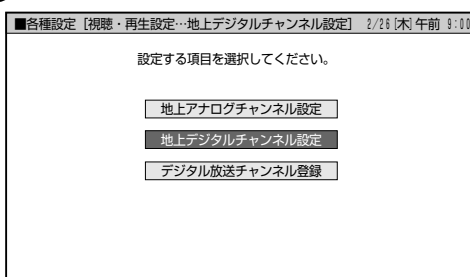 ■各種設定［視聴・再生設定…地上デジタルチャンネル設定］ 2/26[木]午前 9:00
設定する項目を選択してください。
地上アナログチャンネル設定
地上デジタルチャンネル設定
デジタル放送チャンネル登録